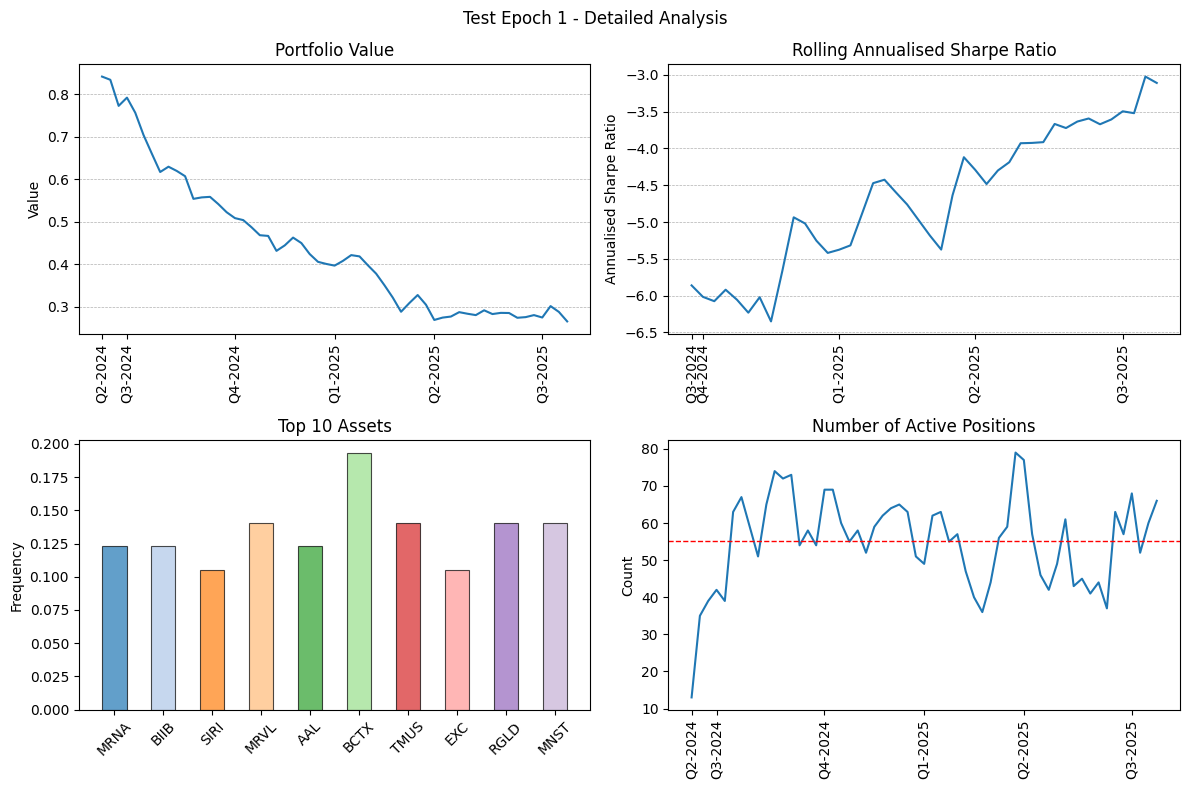 Test Epoch 1 - Detailed Analysis
Portfolio Value
Value
0.8
0.7
0.6
0.5
0.4
0.3
Q2-2024
Q3-2024
Q4-2024
Q1-2025
Q2-2025
Q3-2025
Rolling Annualised Sharpe Ratio
Annualised Sharpe Ratio
−3.0
−3.5
−4.0
−4.5
−5.0
−5.5
−6.0
−6.5
Q3-2024
Q4-2024
Q1-2025
Q2-2025
Q3-2025
Top 10 Assets
Frequency
0.200
0.175
0.150
0.125
0.100
0.075
0.050
0.025
0.000
MRNA
BIIB
SIRI
MRVL
AAL
BCTX
TMUS
EXC
RGLD
MNST
Number of Active Positions
Count
80
70
60
50
40
30
20
10
Q2-2024
Q3-2024
Q4-2024
Q1-2025
Q2-2025
Q3-2025